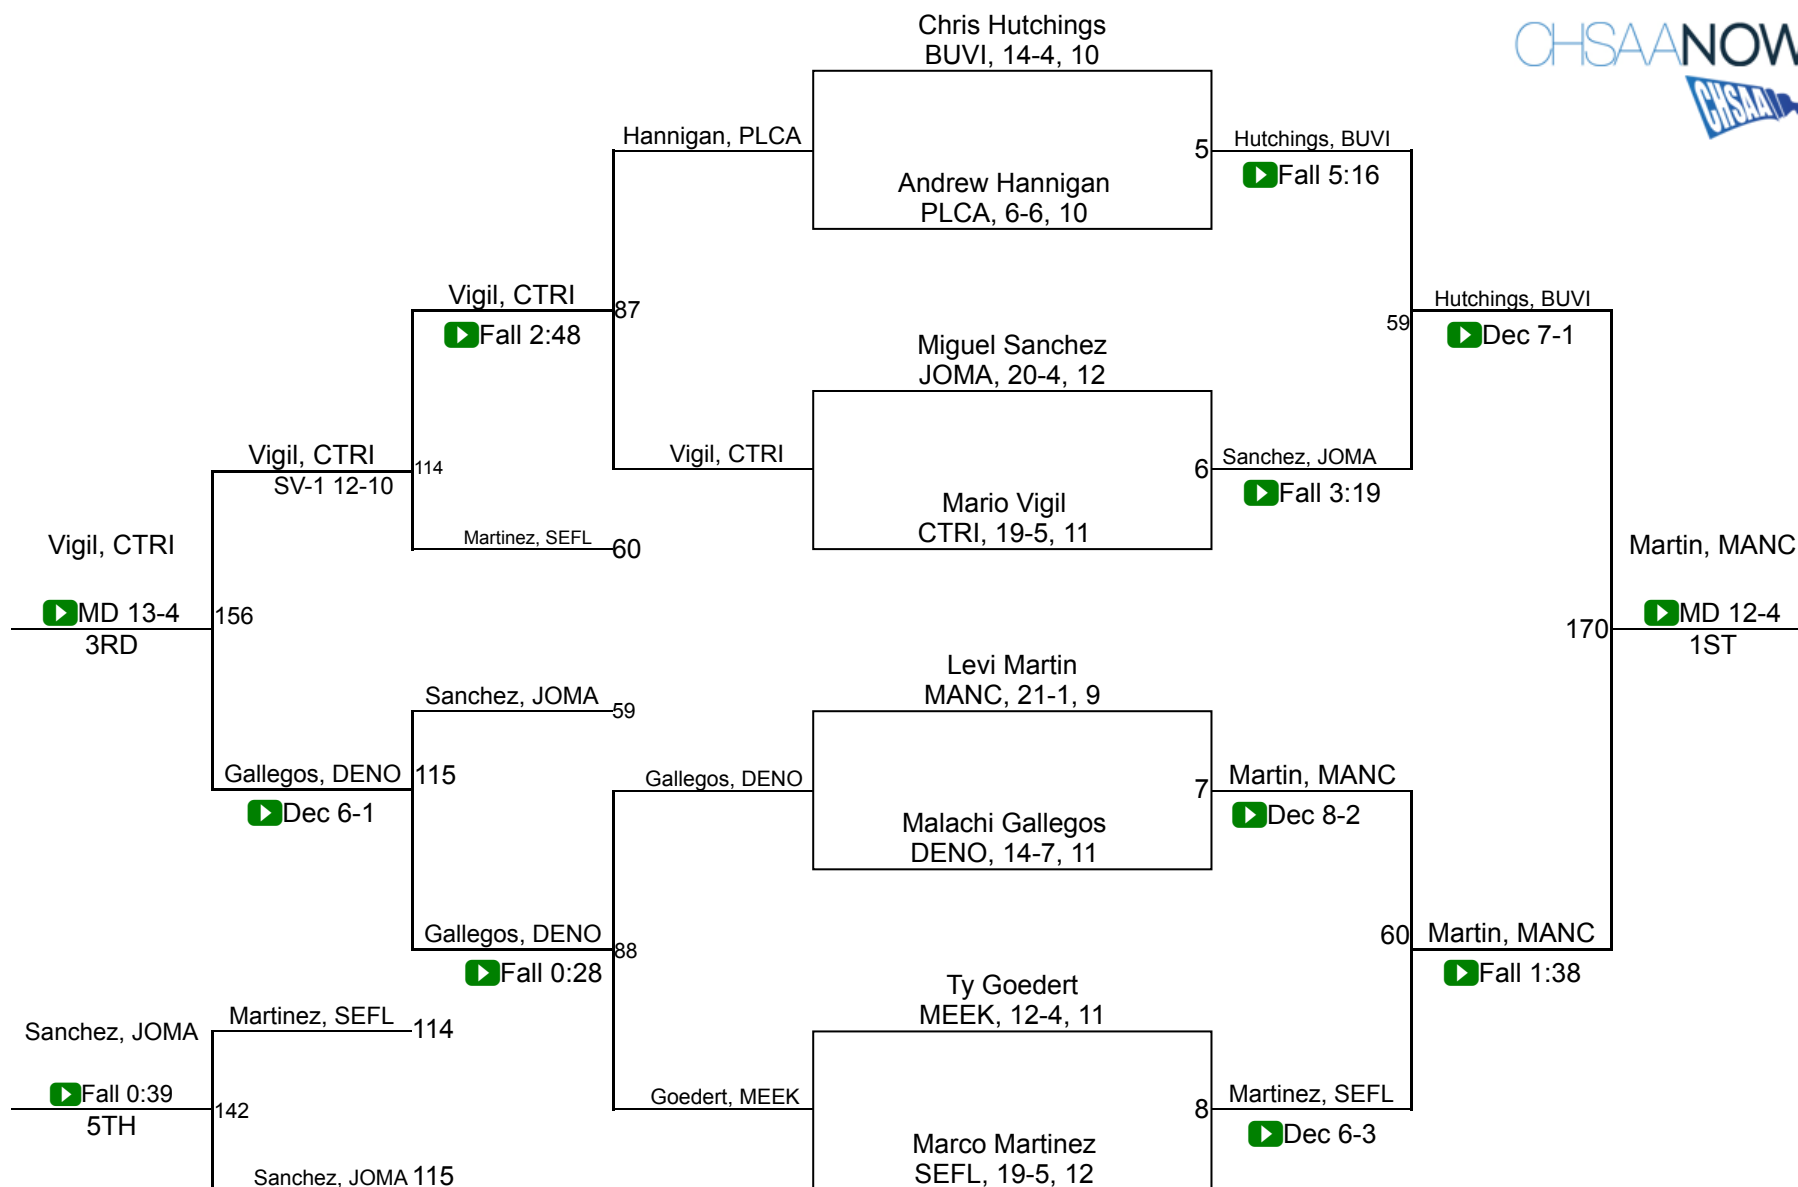 CHSAANOW
CHSAA
Chris Hutchings
BUVI, 14-4, 10
Hannigan, PLCA
5
Hutchings, BUVI
Fall 5:16
Andrew Hannigan
PLCA, 6-6, 10
Vigil, CTRI
87
Fall 2:48
Hutchings, BUVI
59
Dec 7-1
Miguel Sanchez
JOMA, 20-4, 12
Vigil, CTRI
114
SV-1 12-10
Vigil, CTRI
6
Sanchez, JOMA
Fall 3:19
Mario Vigil
CTRI, 19-5, 11
Martinez, SEFL
60
Vigil, CTRI
Martin, MANC
MD 13-4
156
3RD
170
MD 12-4
1ST
Levi Martin
MANC, 21-1, 9
Sanchez, JOMA
59
Gallegos, DENO
115
Dec 6-1
Gallegos, DENO
7
Martin, MANC
Dec 8-2
Malachi Gallegos
DENO, 14-7, 11
Gallegos, DENO
88
Fall 0:28
60
Martin, MANC
Fall 1:38
Ty Goedert
MEEK, 12-4, 11
Sanchez, JOMA
Martinez, SEFL
114
Fall 0:39
142
5TH
Goedert, MEEK
8
Martinez, SEFL
Dec 6-3
Marco Martinez
SEFL, 19-5, 12
Sanchez, JOMA
115